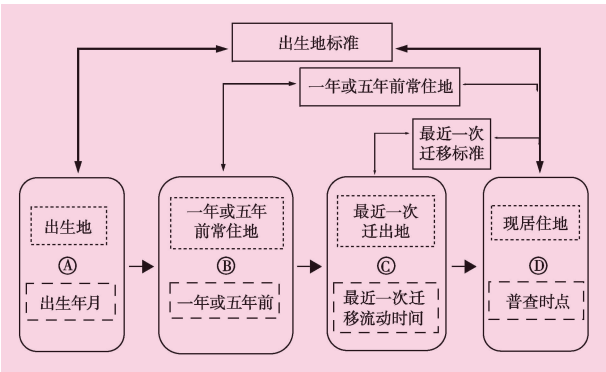 出生地标准
一年或五年前常住地
最近一次
迁移标准
出生地
Ⓐ
出生年月
一年或五年
前常住地
Ⓑ
一年或五年前
最近一次
迁出地
Ⓒ
最近一次迁
移流动时间
现居住地
Ⓓ
普查时点